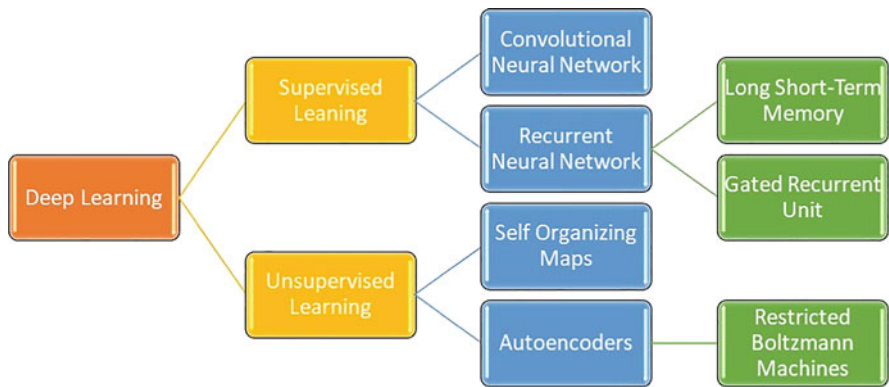 Deep Learning
Supervised
Leaning
Unsupervised
Learning
Convolutional
Neural Network
Recurrent
Neural Network
Self Organizing
Maps
Autoencoders
Long Short-Term
Memory
Gated Recurrent
Unit
Restricted
Boltzmann
Machines